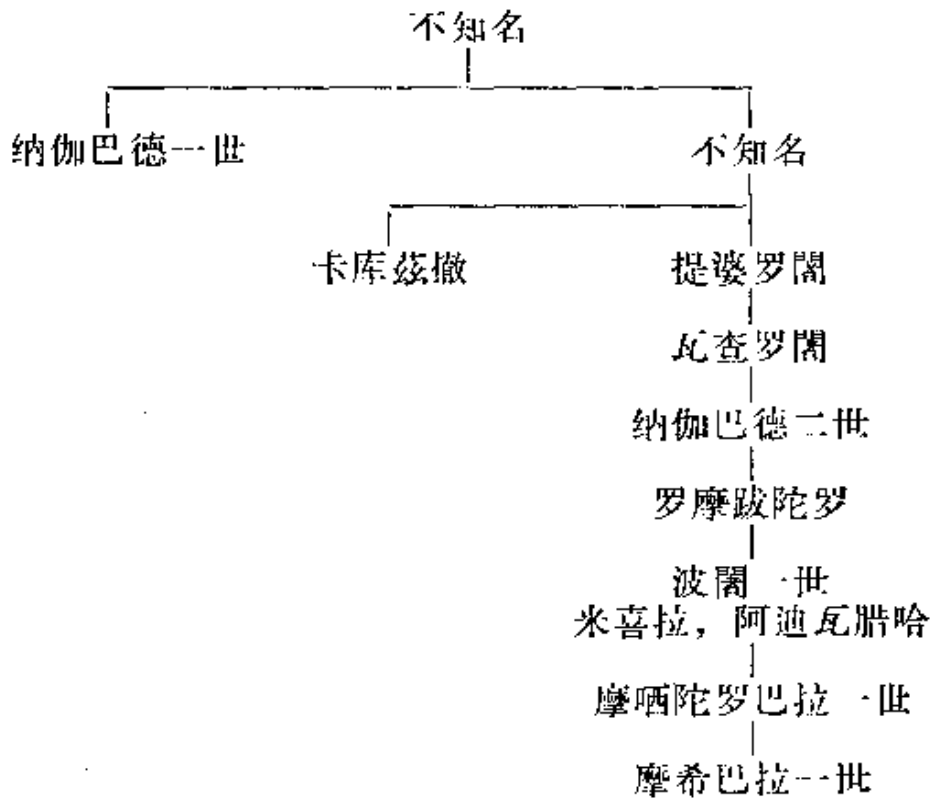 不知名
纳伽巴德一世 不知名
卡库兹撤 提婆罗阇
瓦查罗阇
纳伽巴德二世
罗摩跋陀罗
波阇一世
米喜拉，阿迪瓦腊哈
摩哂陀罗巴拉一世
摩希巴拉一世